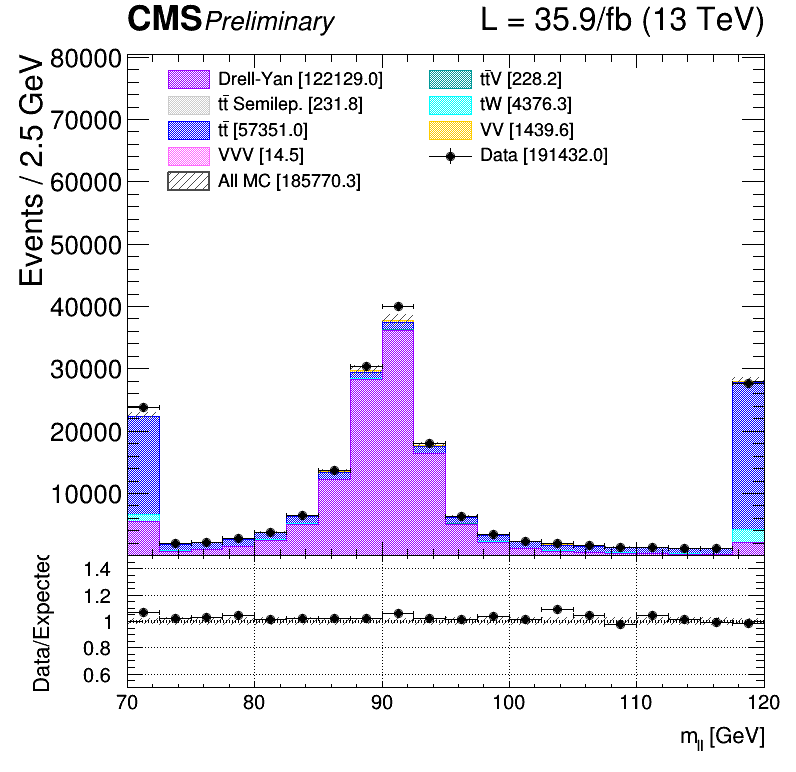 CMS Preliminary L = 35.9/fb (13 TeV)
Events / 2.5 GeV
80000
70000
60000
50000
40000
30000
20000
10000
Drell-Yan [122129.0]
tt̄ Semilep. [231.8]
tt̄ [57351.0]
VVV [14.5]
All MC [185770.3]
tt̄V [228.2]
tW [4376.3]
VV [1439.6]
Data [191432.0]
Data/Expected
1.4
1.2
1
0.8
0.6
70 80 90 100 110 120
m_ll [GeV]